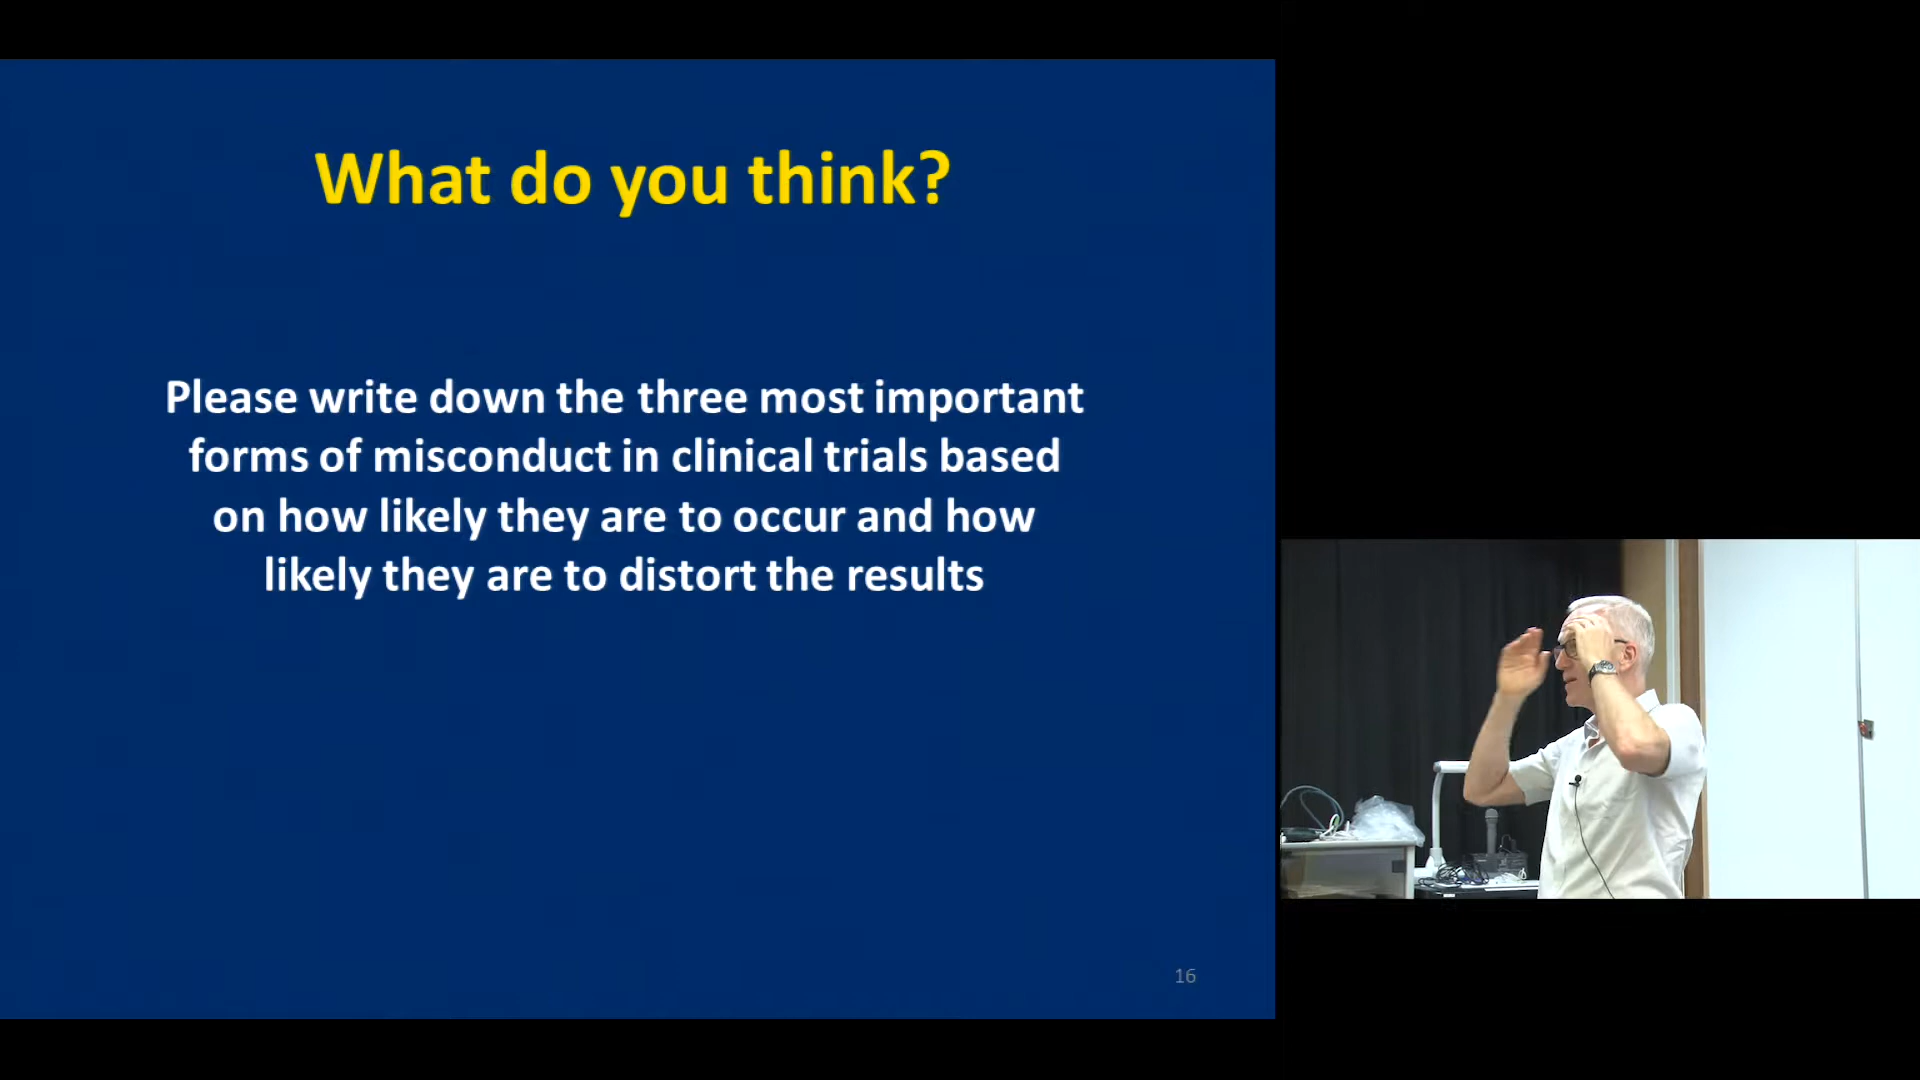 What do you think?
Please write down the three most important
forms of misconduct in clinical trials based
on how likely they are to occur and how
likely they are to distort the results
16